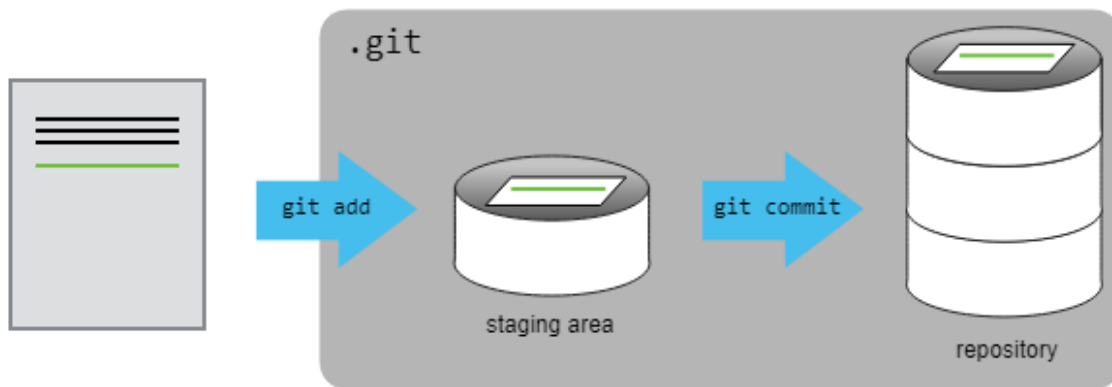 .git
git add
git commit
staging area
repository